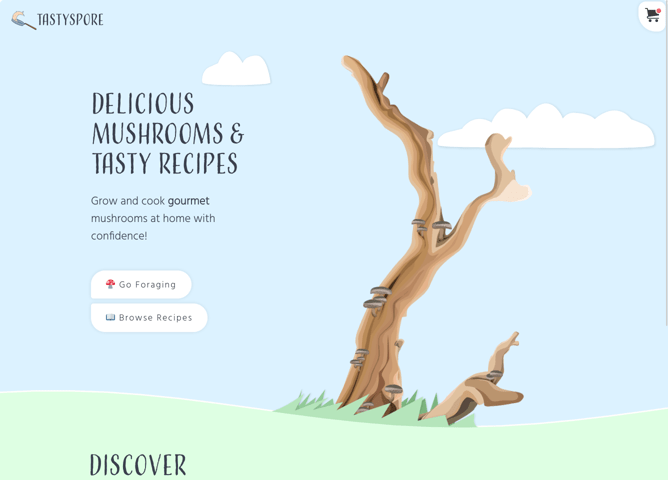 TASTYSPORE
DELICIOUS
MUSHROOMS &
TASTY RECIPES
Grow and cook gourmet
mushrooms at home with
confidence!
Go Foraging
Browse Recipes
DISCOVER